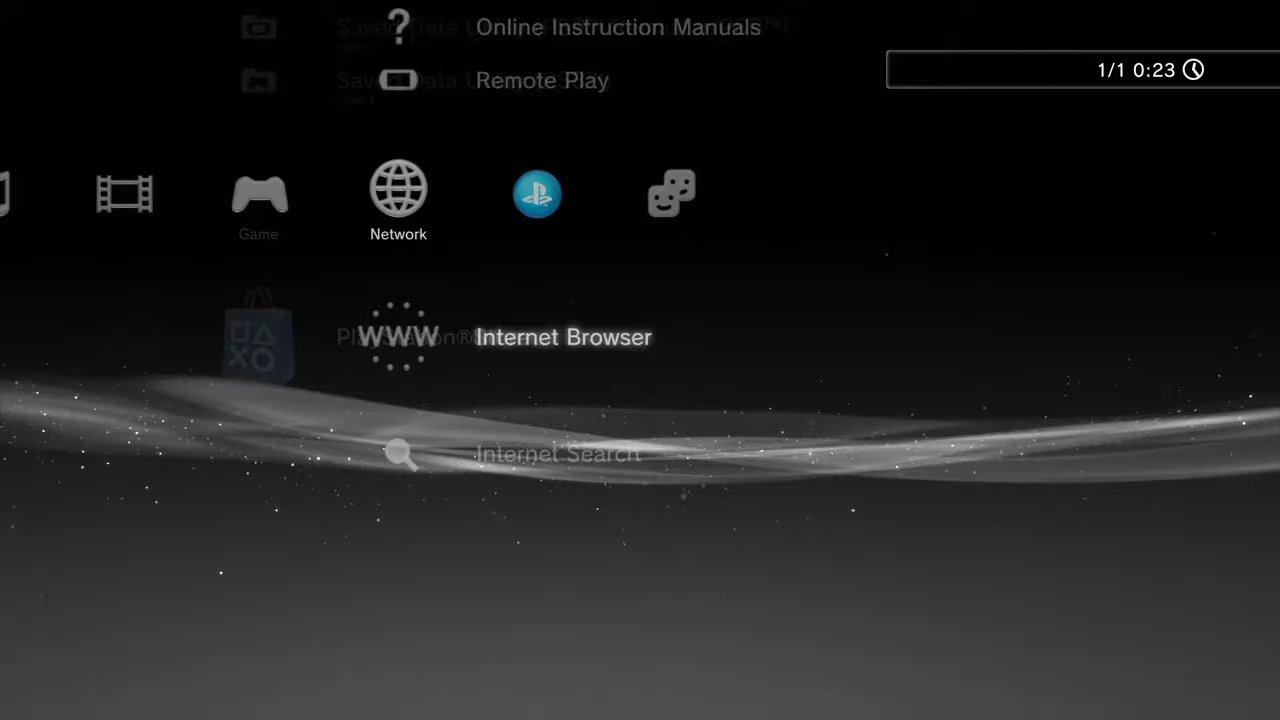 Online Instruction Manuals
Remote Play
1/1 0:23
Game
Network
WWW
Internet Browser
Internet Search